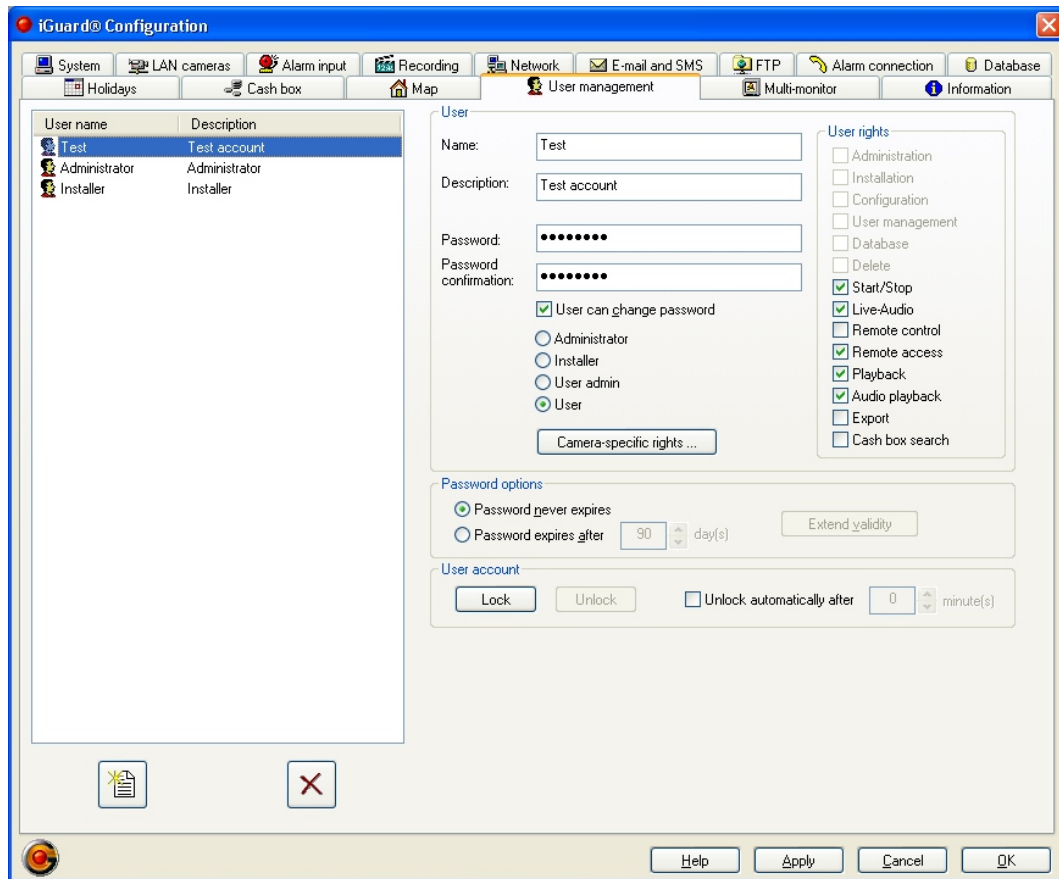 iGuard® Configuration
System LAN cameras Alarm input Recording Network E-mail and SMS FTP Alarm connection Database
Holidays Cash box Map User management Multi-monitor Information
User name Description
Test Test account
Administrator Administrator
Installer Installer
User
Name: Test
Description: Test account
Password: ●●●●●●●●
Password
confirmation: ●●●●●●●●
User can change password
Administrator
Installer
User admin
User
Camera-specific rights ...
User rights
Administration
Installation
Configuration
User management
Database
Delete
Start/Stop
Live-Audio
Remote control
Remote access
Playback
Audio playback
Export
Cash box search
Password options
Password never expires
Password expires after 90 day(s)
Extend validity
User account
Lock Unlock Unlock automatically after 0 minute(s)
Help Apply Cancel OK